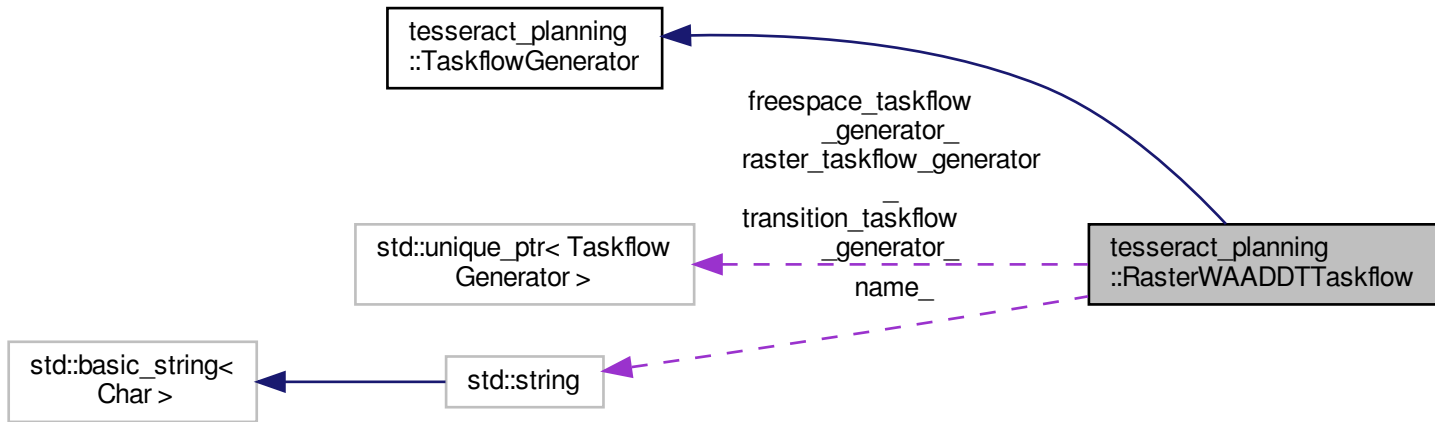 tesseract_planning
::TaskflowGenerator
freespace_taskflow
_generator_
raster_taskflow_generator
_
transition_taskflow
_generator_
name_
std::unique_ptr< Taskflow
Generator >
tesseract_planning
::RasterWAADDTTaskflow
std::basic_string<
Char >
std::string